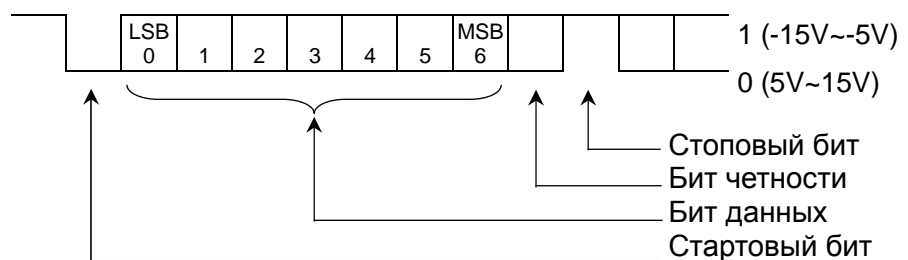 LSB MSB
0 1 2 3 4 5 6
1 (-15V~-5V)
0 (5V~15V)
Стоповый бит
Бит четности
Бит данных
Стартовый бит